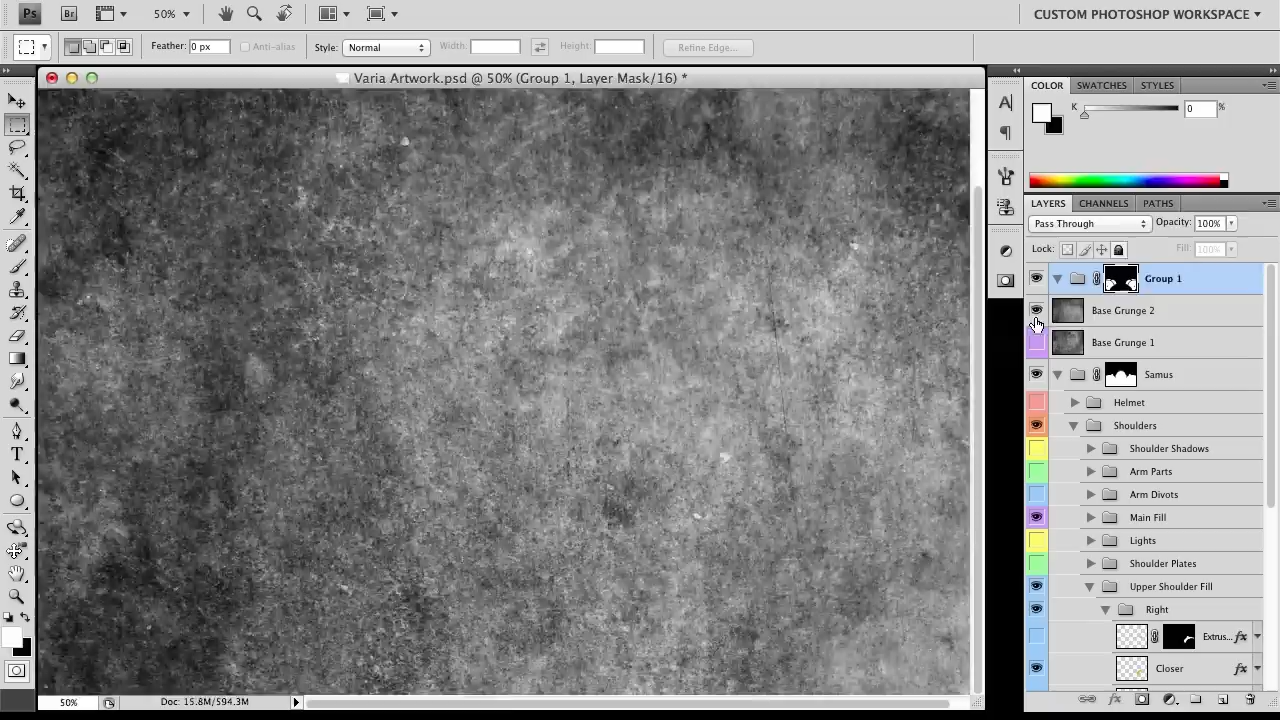 Ps Br 50% CUSTOM PHOTOSHOP WORKSPACE
Feather: 0 px Anti-alias Style: Normal Width: Height: Refine Edge...
Varia Artwork.psd @ 50% (Group 1, Layer Mask/16) *
COLOR SWATCHES STYLES
K 0 %
LAYERS CHANNELS PATHS
Pass Through Opacity: 100%
Lock: Fill: 100%
Group 1
Base Grunge 2
Base Grunge 1
Samus
Helmet
Shoulders
Shoulder Shadows
Arm Parts
Arm Divots
Main Fill
Lights
Shoulder Plates
Upper Shoulder Fill
Right
Extrus... fx
Closer fx
50% Doc: 15.8M/594.3M